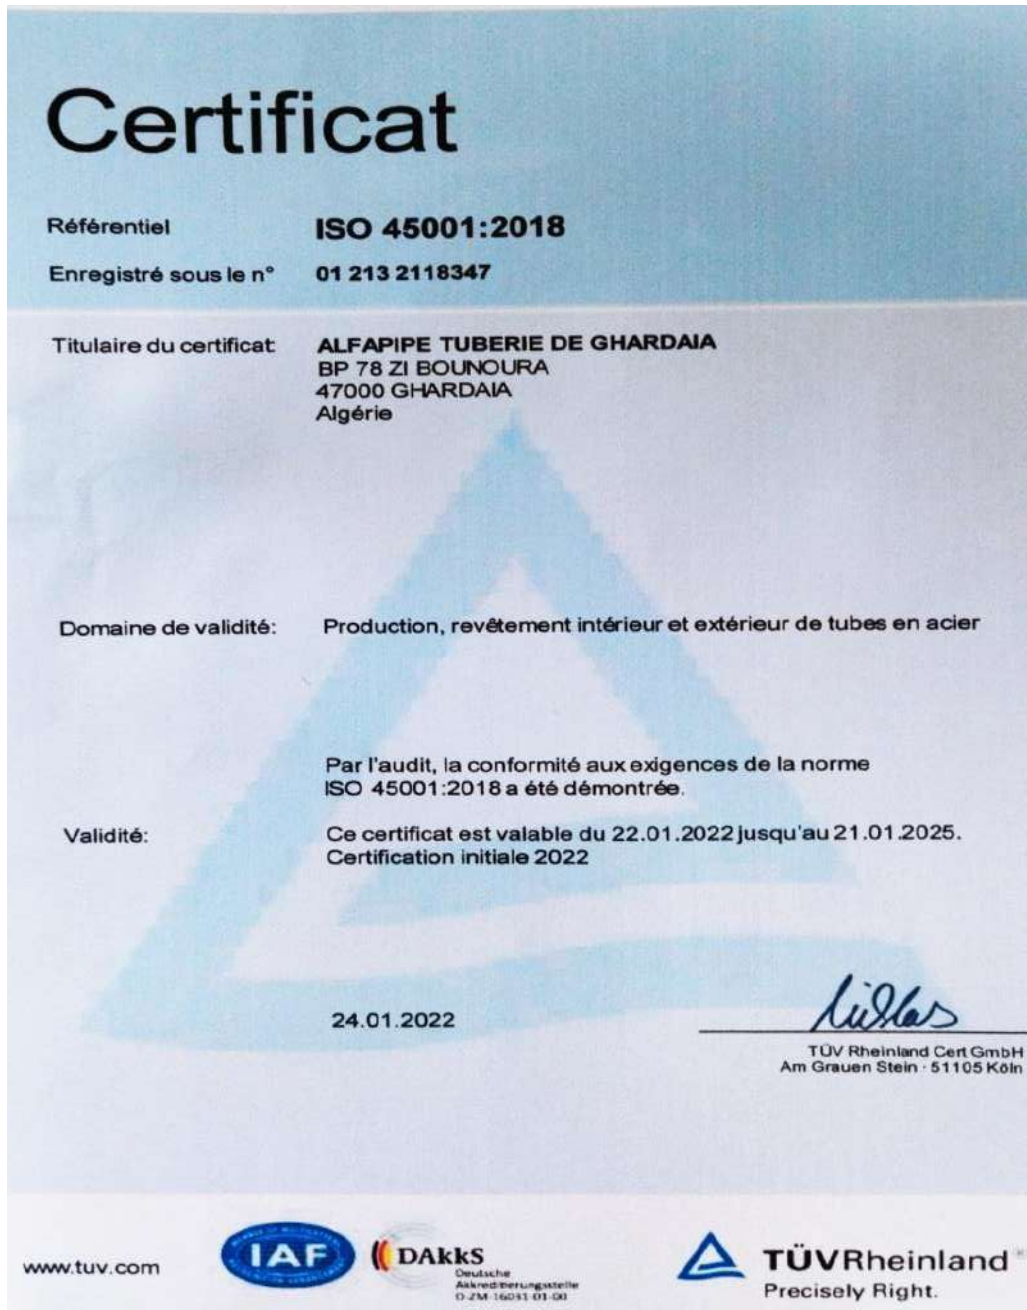 Certificat
Référentiel ISO 45001:2018
Enregistré sous le n° 01 213 2118347
Titulaire du certificat: ALFAPIPE TUBERIE DE GHARDAIA
BP 78 ZI BOUNOURA
47000 GHARDAIA
Algérie
Domaine de validité: Production, revêtement intérieur et extérieur de tubes en acier
Par l'audit, la conformité aux exigences de la norme
ISO 45001:2018 a été démontrée.
Validité: Ce certificat est valable du 22.01.2022 jusqu'au 21.01.2025.
Certification initiale 2022
24.01.2022
TÜV Rheinland Cert GmbH
Am Grauen Stein · 51105 Köln
www.tuv.com
IAF
DAkkS
Deutsche
Akkreditierungsstelle
D-ZM-16031-01-00
TÜVRheinland®
Precisely Right.